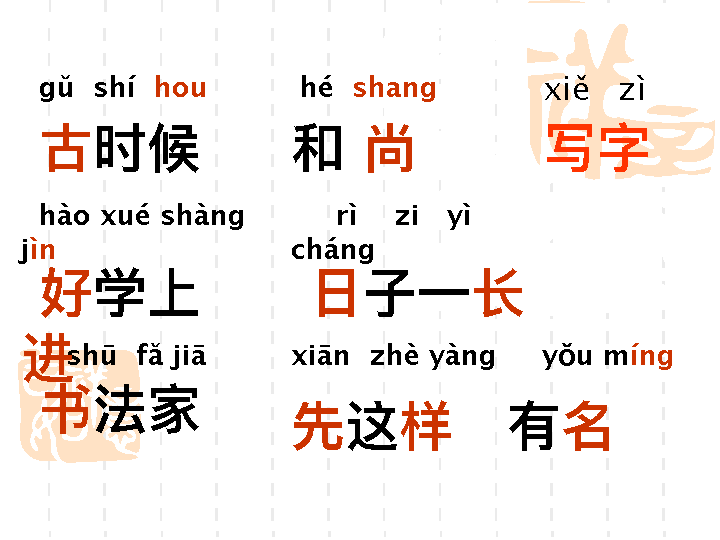 gǔ shí hou hé shang xiě zì
古时候 和 尚 写字
hào xué shàng
jìn
rì zi yì
cháng
好学上
进
日子一长
shū fǎ jiā xiān zhè yàng yǒu míng
书法家 先这样 有名